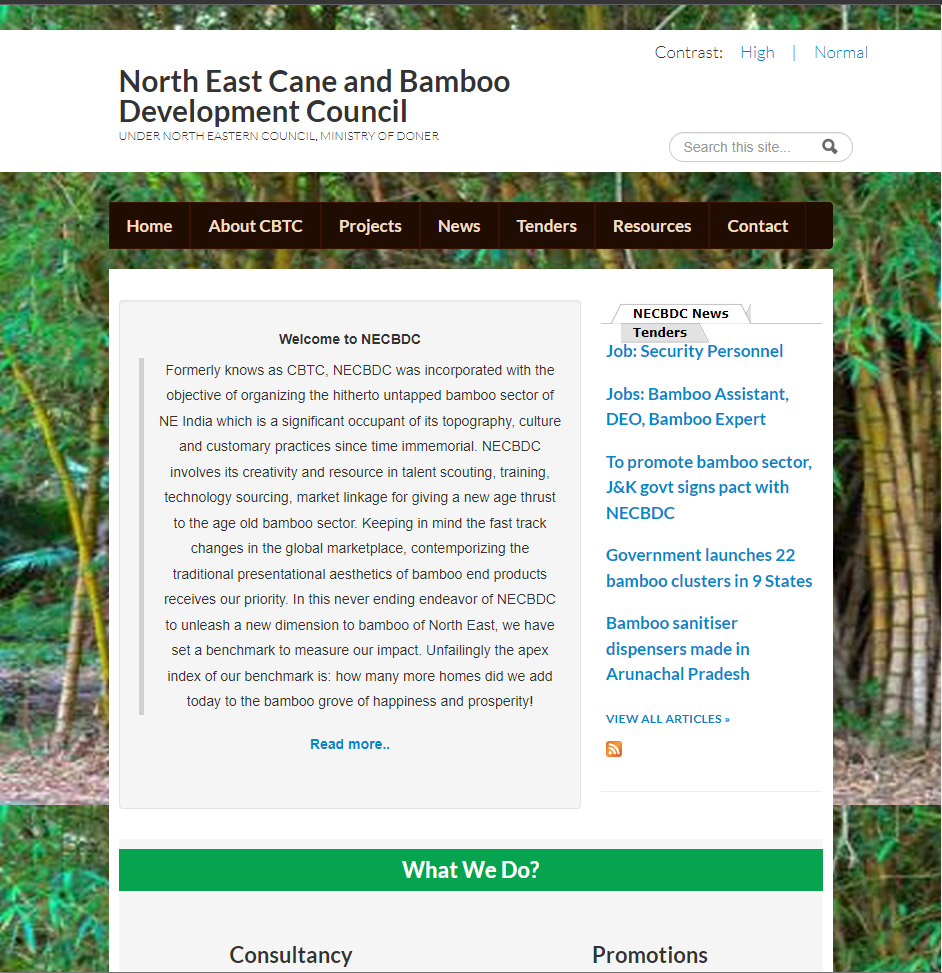 Contrast: High | Normal
North East Cane and Bamboo
Development Council
UNDER NORTH EASTERN COUNCIL, MINISTRY OF DONER
Search this site...
Home About CBTC Projects News Tenders Resources Contact
Welcome to NECBDC
Formerly knows as CBTC, NECBDC was incorporated with the
objective of organizing the hitherto untapped bamboo sector of
NE India which is a significant occupant of its topography, culture
and customary practices since time immemorial. NECBDC
involves its creativity and resource in talent scouting, training,
technology sourcing, market linkage for giving a new age thrust
to the age old bamboo sector. Keeping in mind the fast track
changes in the global marketplace, contemporizing the
traditional presentational aesthetics of bamboo end products
receives our priority. In this never ending endeavor of NECBDC
to unleash a new dimension to bamboo of North East, we have
set a benchmark to measure our impact. Unfailingly the apex
index of our benchmark is: how many more homes did we add
today to the bamboo grove of happiness and prosperity!
Read more..
NECBDC News
Tenders
Job: Security Personnel
Jobs: Bamboo Assistant,
DEO, Bamboo Expert
To promote bamboo sector,
J&K govt signs pact with
NECBDC
Government launches 22
bamboo clusters in 9 States
Bamboo sanitiser
dispensers made in
Arunachal Pradesh
VIEW ALL ARTICLES »
What We Do?
Consultancy
Promotions